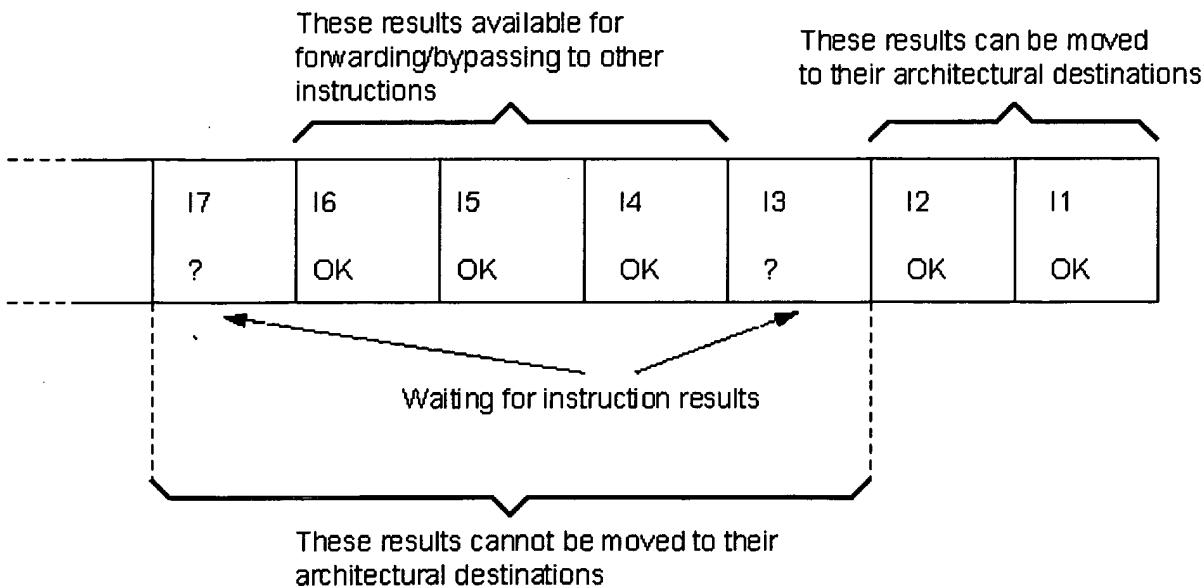 These results available for
forwarding/bypassing to other
instructions
These results can be moved
to their architectural destinations
I7 I6 I5 I4 I3 I2 I1
? OK OK OK ? OK OK
Waiting for instruction results
These results cannot be moved to their
architectural destinations